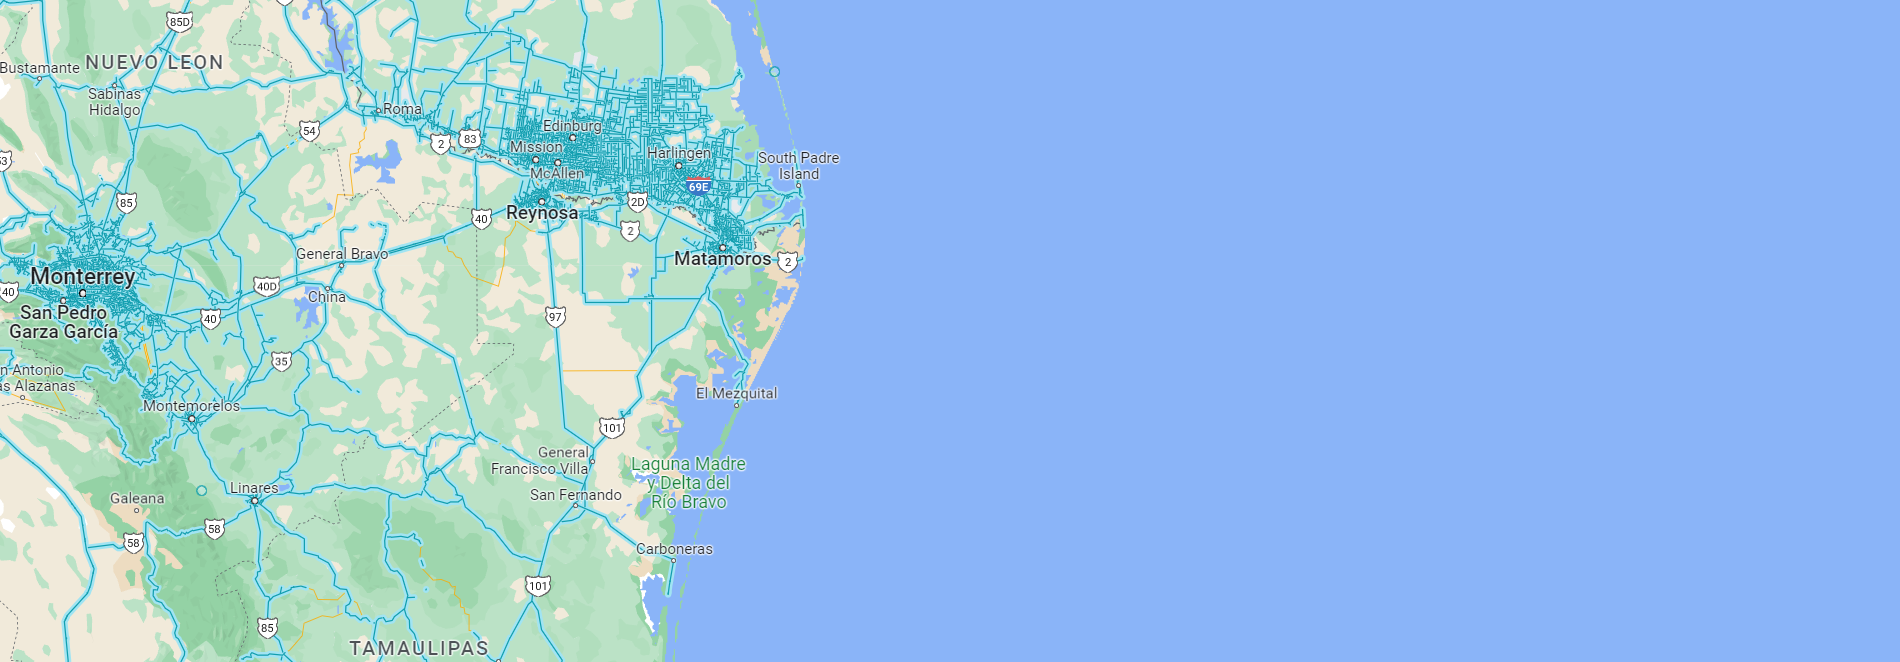 85D
NUEVO LEON
Bustamante
Sabinas
Hidalgo
Roma
54
2
83
Edinburg
Mission
McAllen
Harlingen
69E
South Padre
Island
53
85
Reynosa
40
2D
2
Matamoros
2
General Bravo
Monterrey
40
40D
China
San Pedro
Garza García
40
97
35
n Antonio
as Alazanas
Montemorelos
El Mezquital
101
General
Francisco Villa
Laguna Madre
y Delta del
Río Bravo
San Fernando
Linares
Galeana
58
58
Carboneras
101
85
TAMAULIPAS